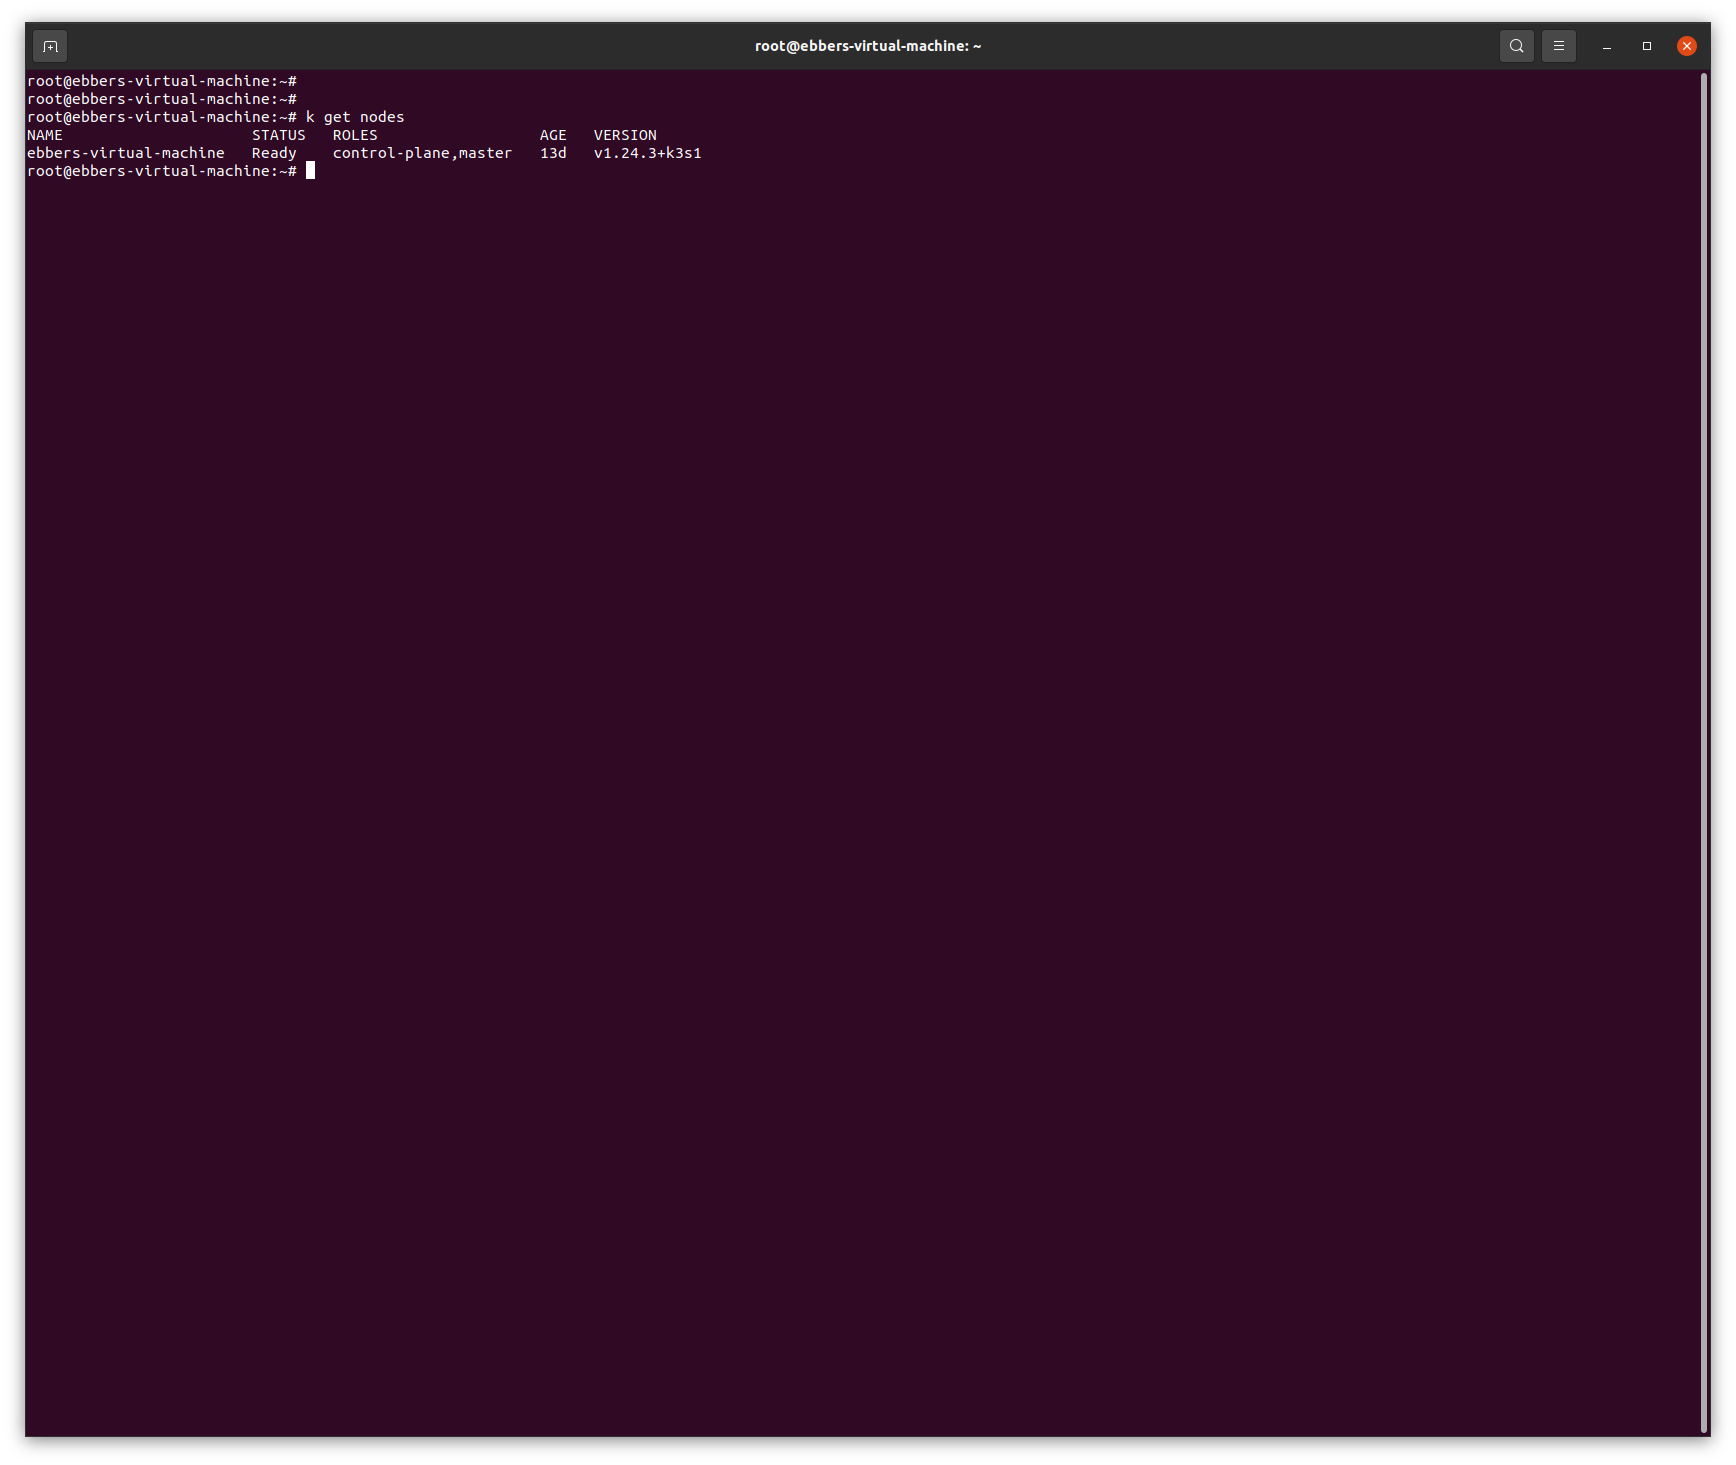 root@ebbers-virtual-machine: ~
root@ebbers-virtual-machine:~#
root@ebbers-virtual-machine:~#
root@ebbers-virtual-machine:~# k get nodes
NAME                     STATUS   ROLES                  AGE   VERSION
ebbers-virtual-machine   Ready    control-plane,master   13d   v1.24.3+k3s1
root@ebbers-virtual-machine:~#